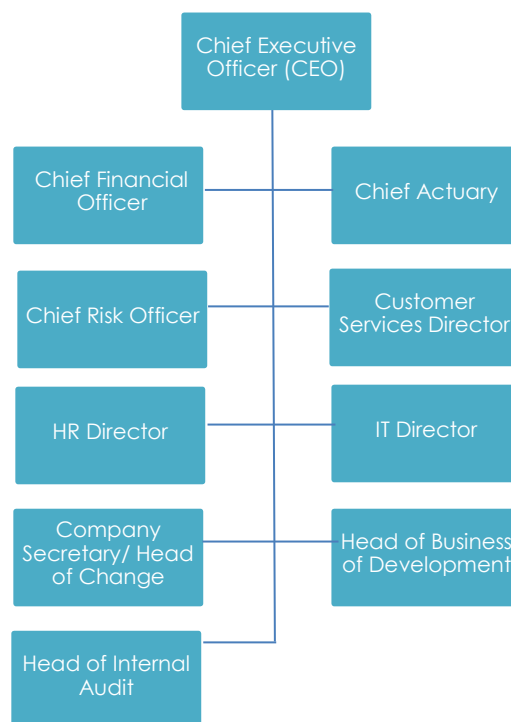 Chief Executive
Officer (CEO)
Chief Financial
Officer
Chief Actuary
Chief Risk Officer
Customer
Services Director
HR Director
IT Director
Company
Secretary/ Head
of Change
Head of Business
of Development
Head of Internal
Audit